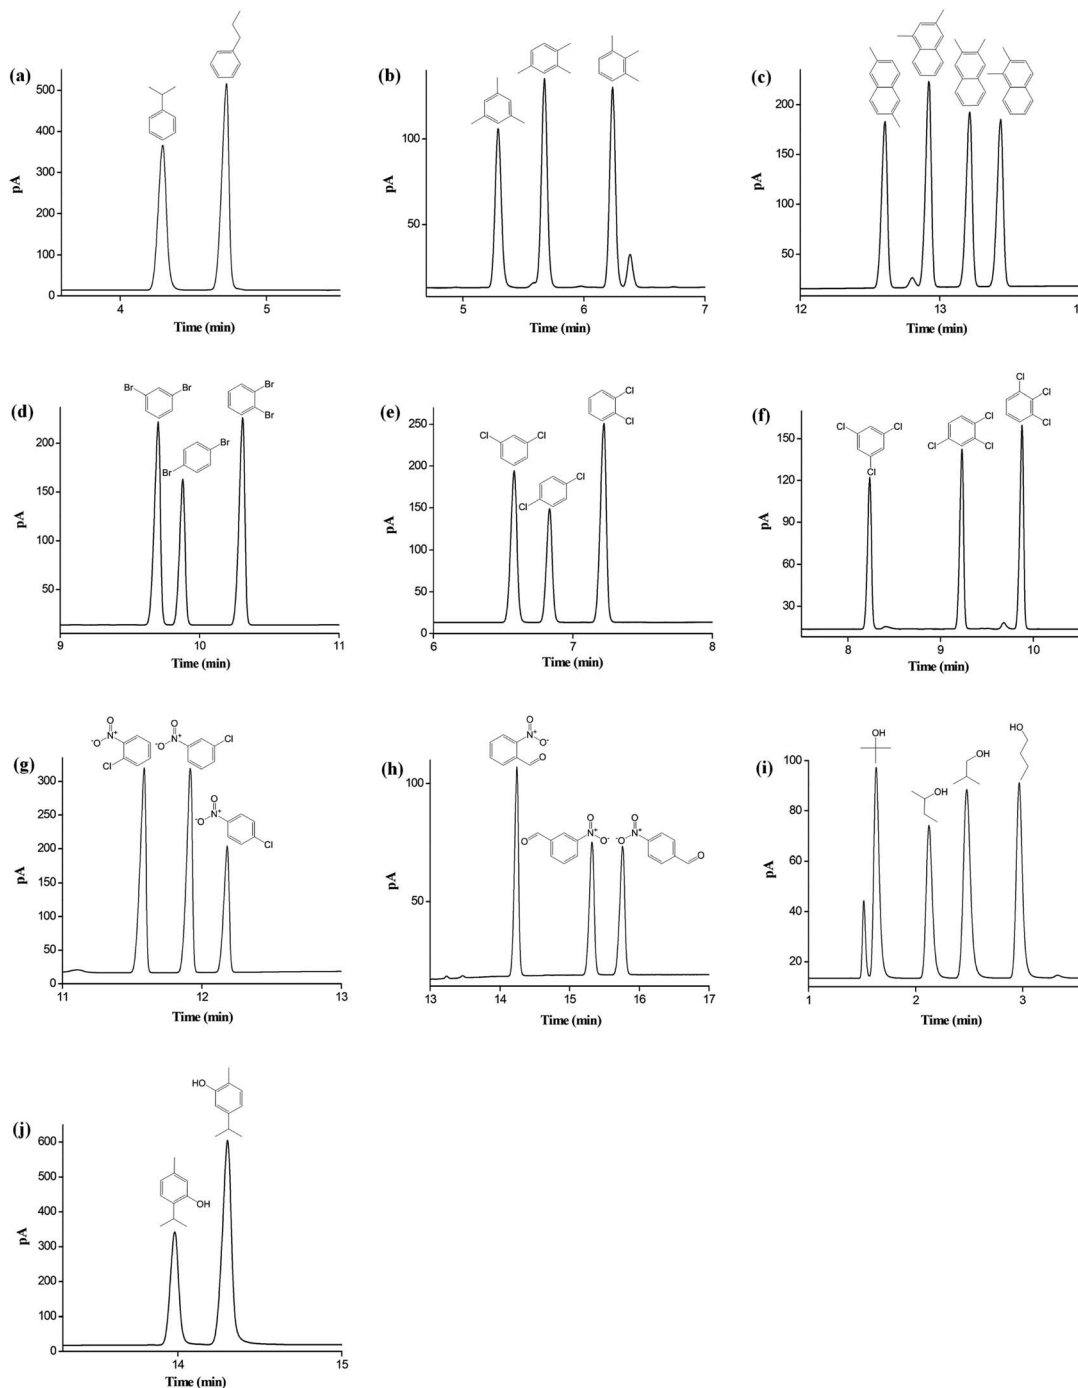 (a)
pA
500
400
300
200
100
0
4
5
Time (min)
(b)
pA
100
50
5
6
7
Time (min)
(c)
pA
200
150
100
50
12
13
1
Time (min)
(d)
Br
Br
Br
Br
Br
Br
pA
200
150
100
50
9
10
11
Time (min)
(e)
Cl
Cl
Cl
Cl
Cl
Cl
pA
250
200
150
100
50
0
6
7
8
Time (min)
(f)
Cl
Cl
Cl
Cl
Cl
Cl
Cl
Cl
Cl
pA
150
120
90
60
30
8
9
10
Time (min)
(g)
O
-O
N+
Cl
O
-O
N+
Cl
O
-O
N+
Cl
pA
300
250
200
150
100
50
0
11
12
13
Time (min)
(h)
O
N+
O-
O
O
O
N+
O-
O
-O
N+
O
pA
100
50
13
14
15
16
17
Time (min)
(i)
OH
OH
OH
HO
pA
100
80
60
40
20
1
2
3
Time (min)
(j)
OH
HO
pA
600
500
400
300
200
100
0
14
15
Time (min)